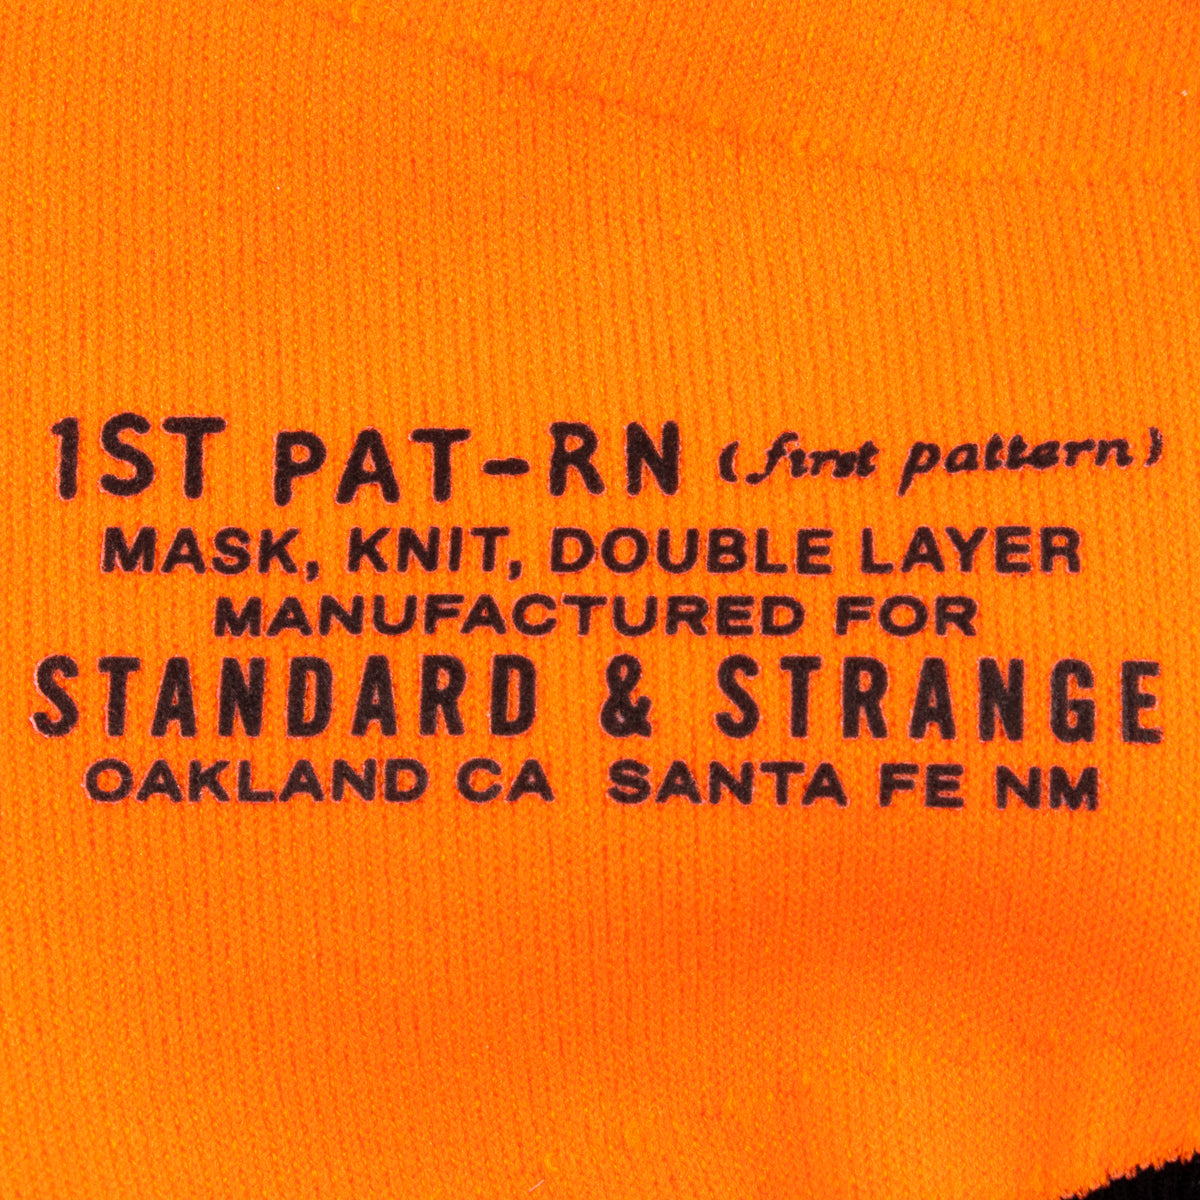 1ST PAT-RN (first pattern)
MASK, KNIT, DOUBLE LAYER
MANUFACTURED FOR
STANDARD & STRANGE
OAKLAND CA SANTA FE NM